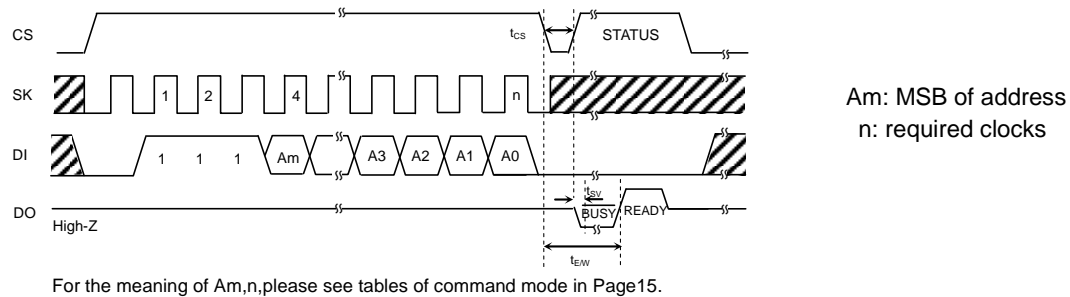 CS
tCS
STATUS
SK
1 2 4 n
DI
1 1 1 Am A3 A2 A1 A0
tSV
DO
BUSY READY
High-Z
tE/W
Am: MSB of address
n: required clocks
For the meaning of Am,n,please see tables of command mode in Page15.